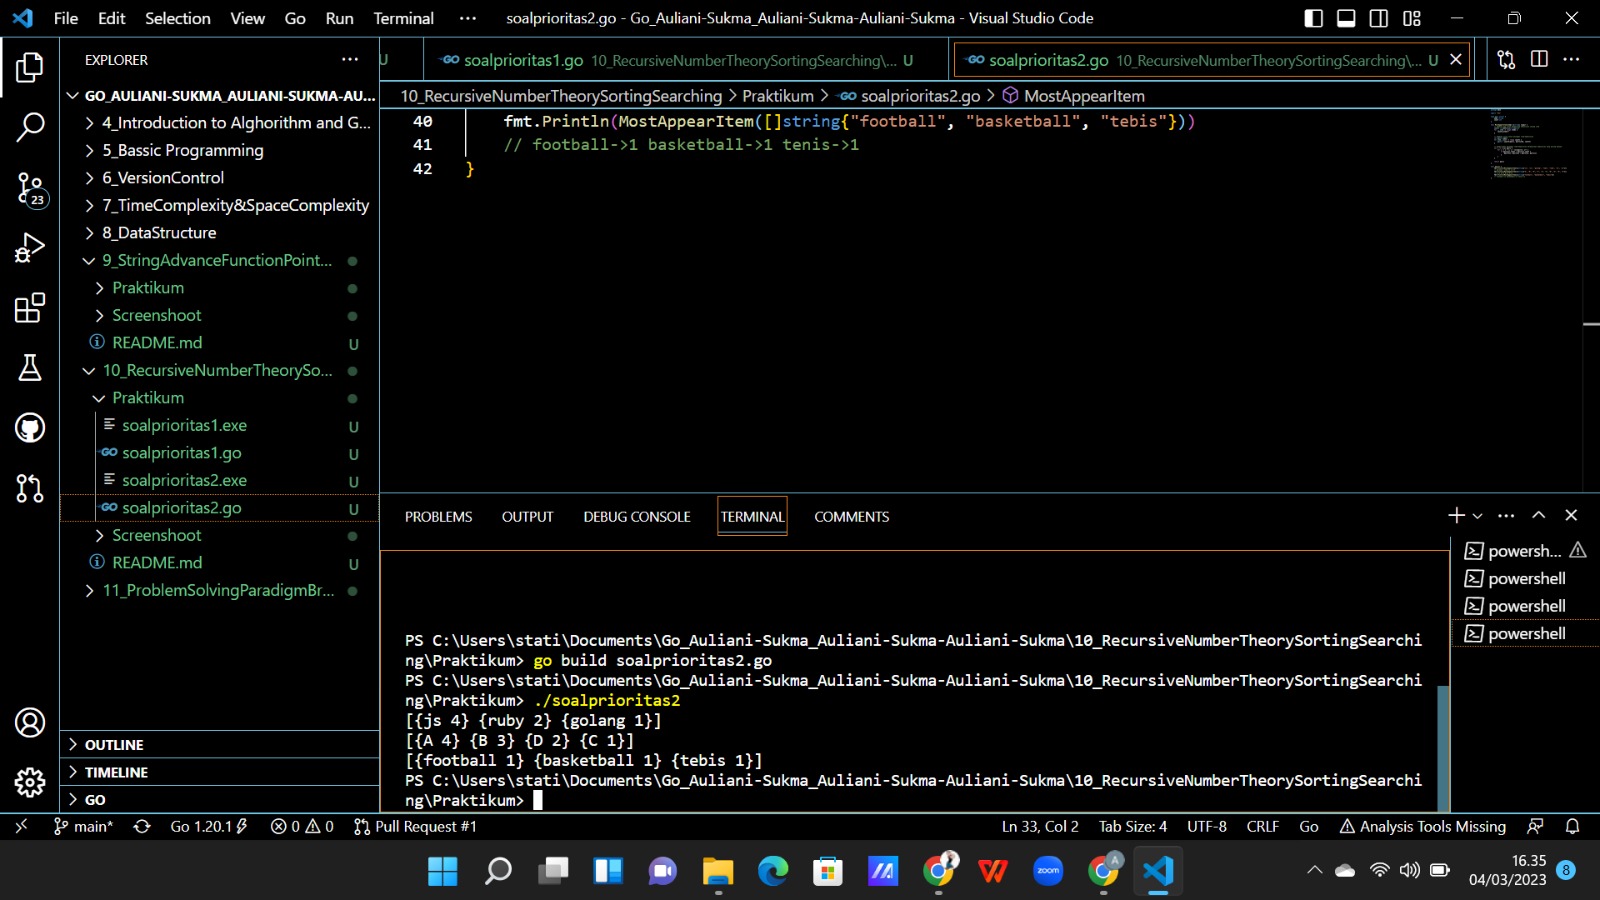 File Edit Selection View Go Run Terminal ··· soalprioritas2.go - Go_Auliani-Sukma_Auliani-Sukma-Auliani-Sukma - Visual Studio Code
EXPLORER ···
U soalprioritas1.go 10_RecursiveNumberTheorySortingSearching\... U soalprioritas2.go 10_RecursiveNumberTheorySortingSearching\... U
GO_AULIANI-SUKMA_AULIANI-SUKMA-AU...
10_RecursiveNumberTheorySortingSearching > Praktikum > soalprioritas2.go > MostAppearItem
4_Introduction to Alghorithm and G...
5_Bassic Programming
6_VersionControl
7_TimeComplexity&SpaceComplexity
8_DataStructure
9_StringAdvanceFunctionPoint...
Praktikum
Screenshoot
README.md U
10_RecursiveNumberTheorySo...
Praktikum
soalprioritas1.exe U
soalprioritas1.go U
soalprioritas2.exe U
soalprioritas2.go U
Screenshoot
README.md U
11_ProblemSolvingParadigmBr...
23
OUTLINE
TIMELINE
GO
40 fmt.Println(MostAppearItem([]string{"football", "basketball", "tebis"}))
41 // football->1 basketball->1 tenis->1
42 }
PROBLEMS OUTPUT DEBUG CONSOLE TERMINAL COMMENTS
powersh...
powershell
powershell
powershell
PS C:\Users\stati\Documents\Go_Auliani-Sukma_Auliani-Sukma-Auliani-Sukma\10_RecursiveNumberTheorySortingSearchi
ng\Praktikum> go build soalprioritas2.go
PS C:\Users\stati\Documents\Go_Auliani-Sukma_Auliani-Sukma-Auliani-Sukma\10_RecursiveNumberTheorySortingSearchi
ng\Praktikum> ./soalprioritas2
[{js 4} {ruby 2} {golang 1}]
[{A 4} {B 3} {D 2} {C 1}]
[{football 1} {basketball 1} {tebis 1}]
PS C:\Users\stati\Documents\Go_Auliani-Sukma_Auliani-Sukma-Auliani-Sukma\10_RecursiveNumberTheorySortingSearchi
ng\Praktikum>
main* Go 1.20.1 0 0 Pull Request #1 Ln 33, Col 2 Tab Size: 4 UTF-8 CRLF Go Analysis Tools Missing
zoom
A
16.35
04/03/2023
8